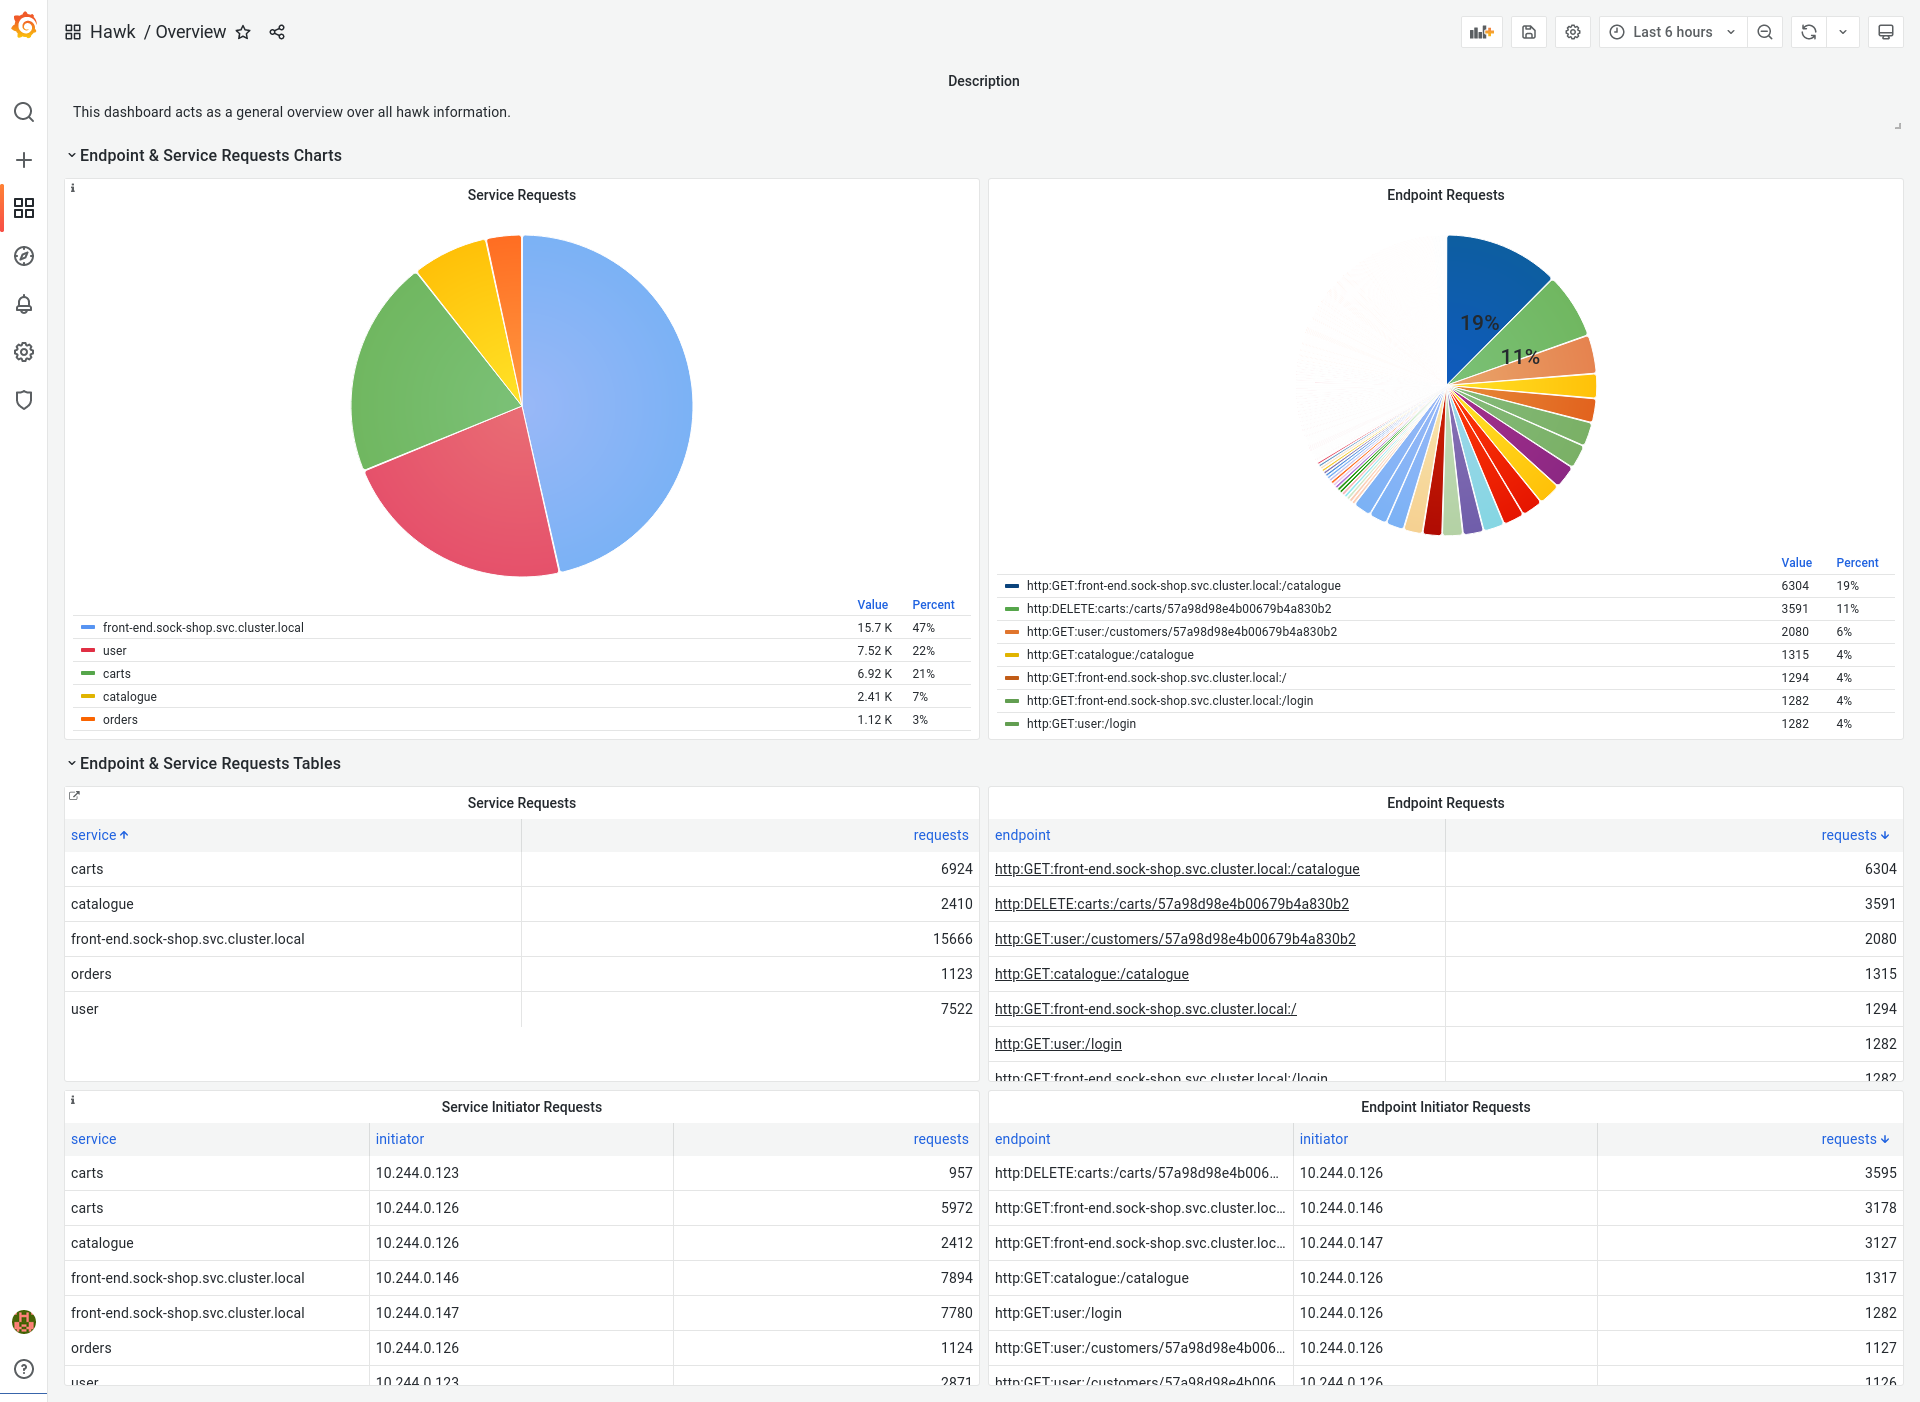 Hawk / Overview
Last 6 hours
Description
This dashboard acts as a general overview over all hawk information.
Endpoint & Service Requests Charts
Service Requests
Value Percent
front-end.sock-shop.svc.cluster.local 15.7 K 47%
user 7.52 K 22%
carts 6.92 K 21%
catalogue 2.41 K 7%
orders 1.12 K 3%
Endpoint Requests
19%
11%
Value Percent
http:GET:front-end.sock-shop.svc.cluster.local:/catalogue 6304 19%
http:DELETE:carts:/carts/57a98d98e4b00679b4a830b2 3591 11%
http:GET:user:/customers/57a98d98e4b00679b4a830b2 2080 6%
http:GET:catalogue:/catalogue 1315 4%
http:GET:front-end.sock-shop.svc.cluster.local:/ 1294 4%
http:GET:front-end.sock-shop.svc.cluster.local:/login 1282 4%
http:GET:user:/login 1282 4%
Endpoint & Service Requests Tables
Service Requests
service requests
carts 6924
catalogue 2410
front-end.sock-shop.svc.cluster.local 15666
orders 1123
user 7522
Endpoint Requests
endpoint requests
http:GET:front-end.sock-shop.svc.cluster.local:/catalogue 6304
http:DELETE:carts:/carts/57a98d98e4b00679b4a830b2 3591
http:GET:user:/customers/57a98d98e4b00679b4a830b2 2080
http:GET:catalogue:/catalogue 1315
http:GET:front-end.sock-shop.svc.cluster.local:/ 1294
http:GET:user:/login 1282
http:GET:front-end.sock-shop.svc.cluster.local:/login 1282
Service Initiator Requests
service initiator requests
carts 10.244.0.123 957
carts 10.244.0.126 5972
catalogue 10.244.0.126 2412
front-end.sock-shop.svc.cluster.local 10.244.0.146 7894
front-end.sock-shop.svc.cluster.local 10.244.0.147 7780
orders 10.244.0.126 1124
user 10.244.0.123 2871
Endpoint Initiator Requests
endpoint initiator requests
http:DELETE:carts:/carts/57a98d98e4b006... 10.244.0.126 3595
http:GET:front-end.sock-shop.svc.cluster.loc... 10.244.0.146 3178
http:GET:front-end.sock-shop.svc.cluster.loc... 10.244.0.147 3127
http:GET:catalogue:/catalogue 10.244.0.126 1317
http:GET:user:/login 10.244.0.126 1282
http:GET:user:/customers/57a98d98e4b006... 10.244.0.126 1127
http:GET:user:/customers/57a98d98e4b006... 10.244.0.126 1126